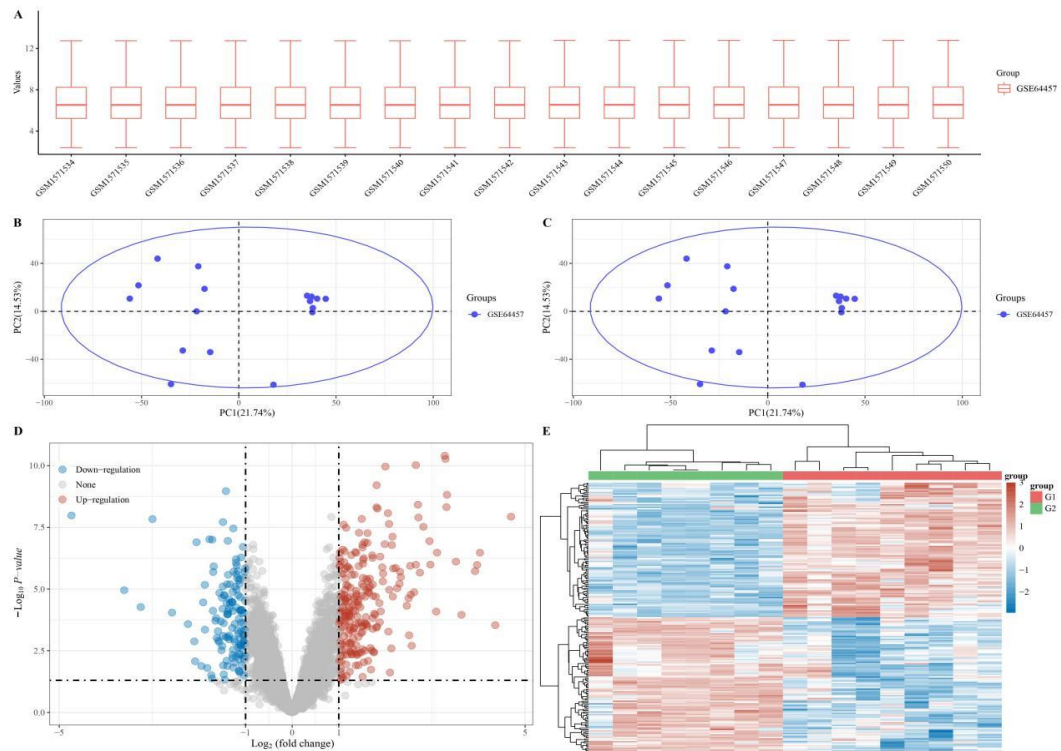 A
12
8
4
Values
GSM1571534
GSM1571535
GSM1571536
GSM1571537
GSM1571538
GSM1571539
GSM1571540
GSM1571541
GSM1571542
GSM1571543
GSM1571544
GSM1571545
GSM1571546
GSM1571547
GSM1571548
GSM1571549
GSM1571550
Group
GSE64457
B
40
0
−40
PC2(14.53%)
−100
−50
0
50
100
PC1(21.74%)
Groups
GSE64457
C
40
0
−40
PC2(14.53%)
−100
−50
0
50
100
PC1(21.74%)
Groups
GSE64457
D
10.0
7.5
5.0
2.5
0.0
−Log10 P−value
Down−regulation
None
Up−regulation
−5
−1
0
1
5
Log2 (fold change)
E
group
3
2
1
0
−1
−2
group
G1
G2